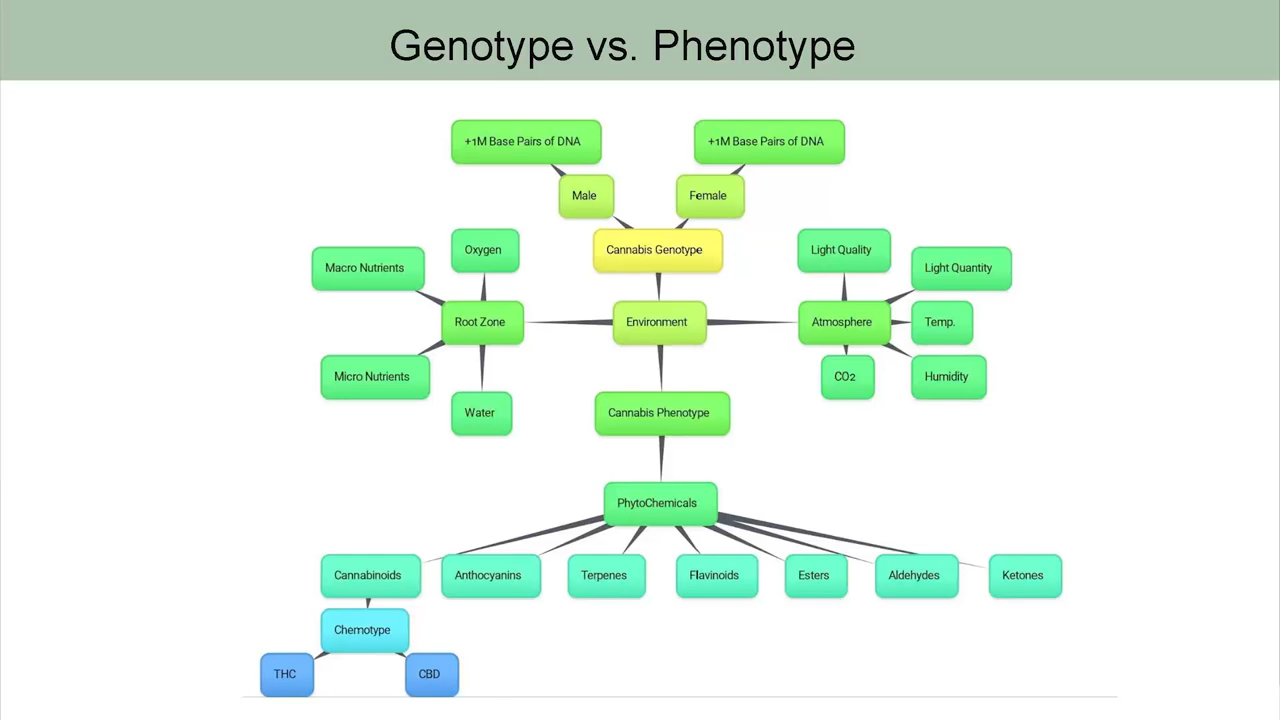 Genotype vs. Phenotype
+1M Base Pairs of DNA
+1M Base Pairs of DNA
Male
Female
Oxygen
Cannabis Genotype
Light Quality
Macro Nutrients
Light Quantity
Root Zone
Environment
Atmosphere
Temp.
Micro Nutrients
CO2
Humidity
Water
Cannabis Phenotype
PhytoChemicals
Cannabinoids
Anthocyanins
Terpenes
Flavinoids
Esters
Aldehydes
Ketones
Chemotype
THC
CBD